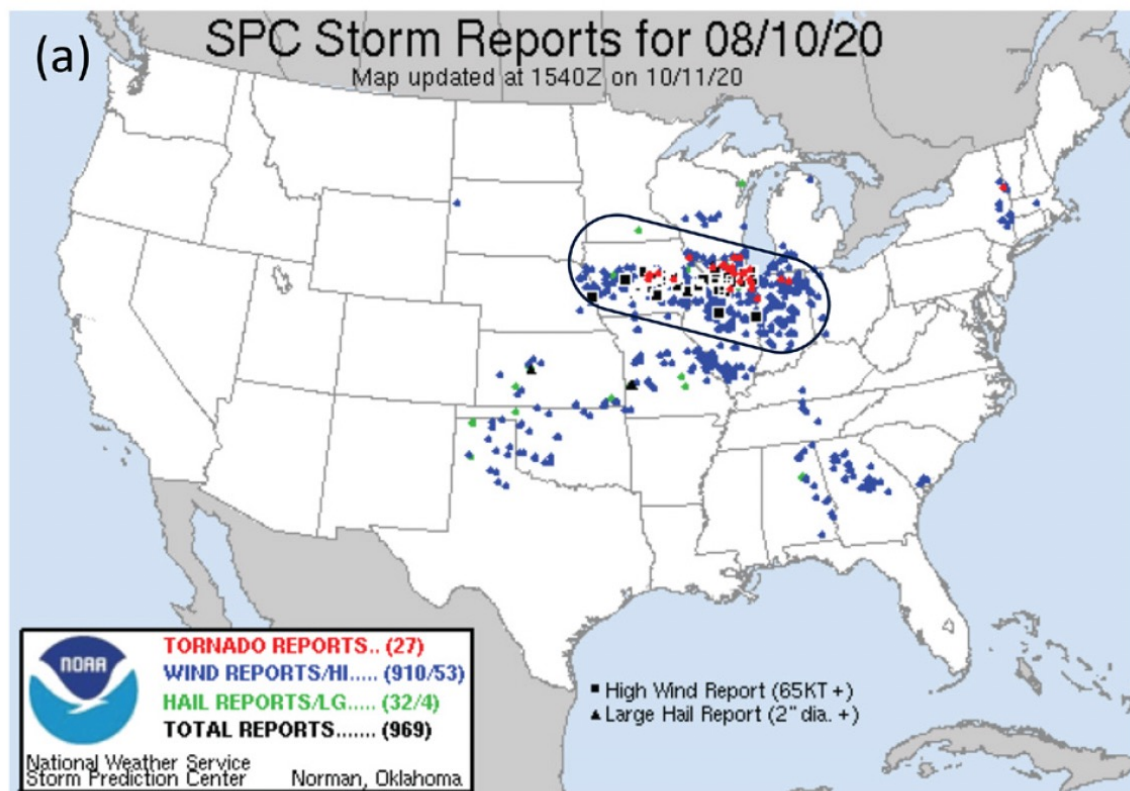 (a)
SPC Storm Reports for 08/10/20
Map updated at 1540Z on 10/11/20
NOAA
TORNADO REPORTS.. (27)
WIND REPORTS/HI..... (910/53)
HAIL REPORTS/LG..... (32/4)
TOTAL REPORTS....... (969)
National Weather Service
Storm Prediction Center Norman, Oklahoma
High Wind Report (65KT +)
Large Hail Report (2" dia. +)